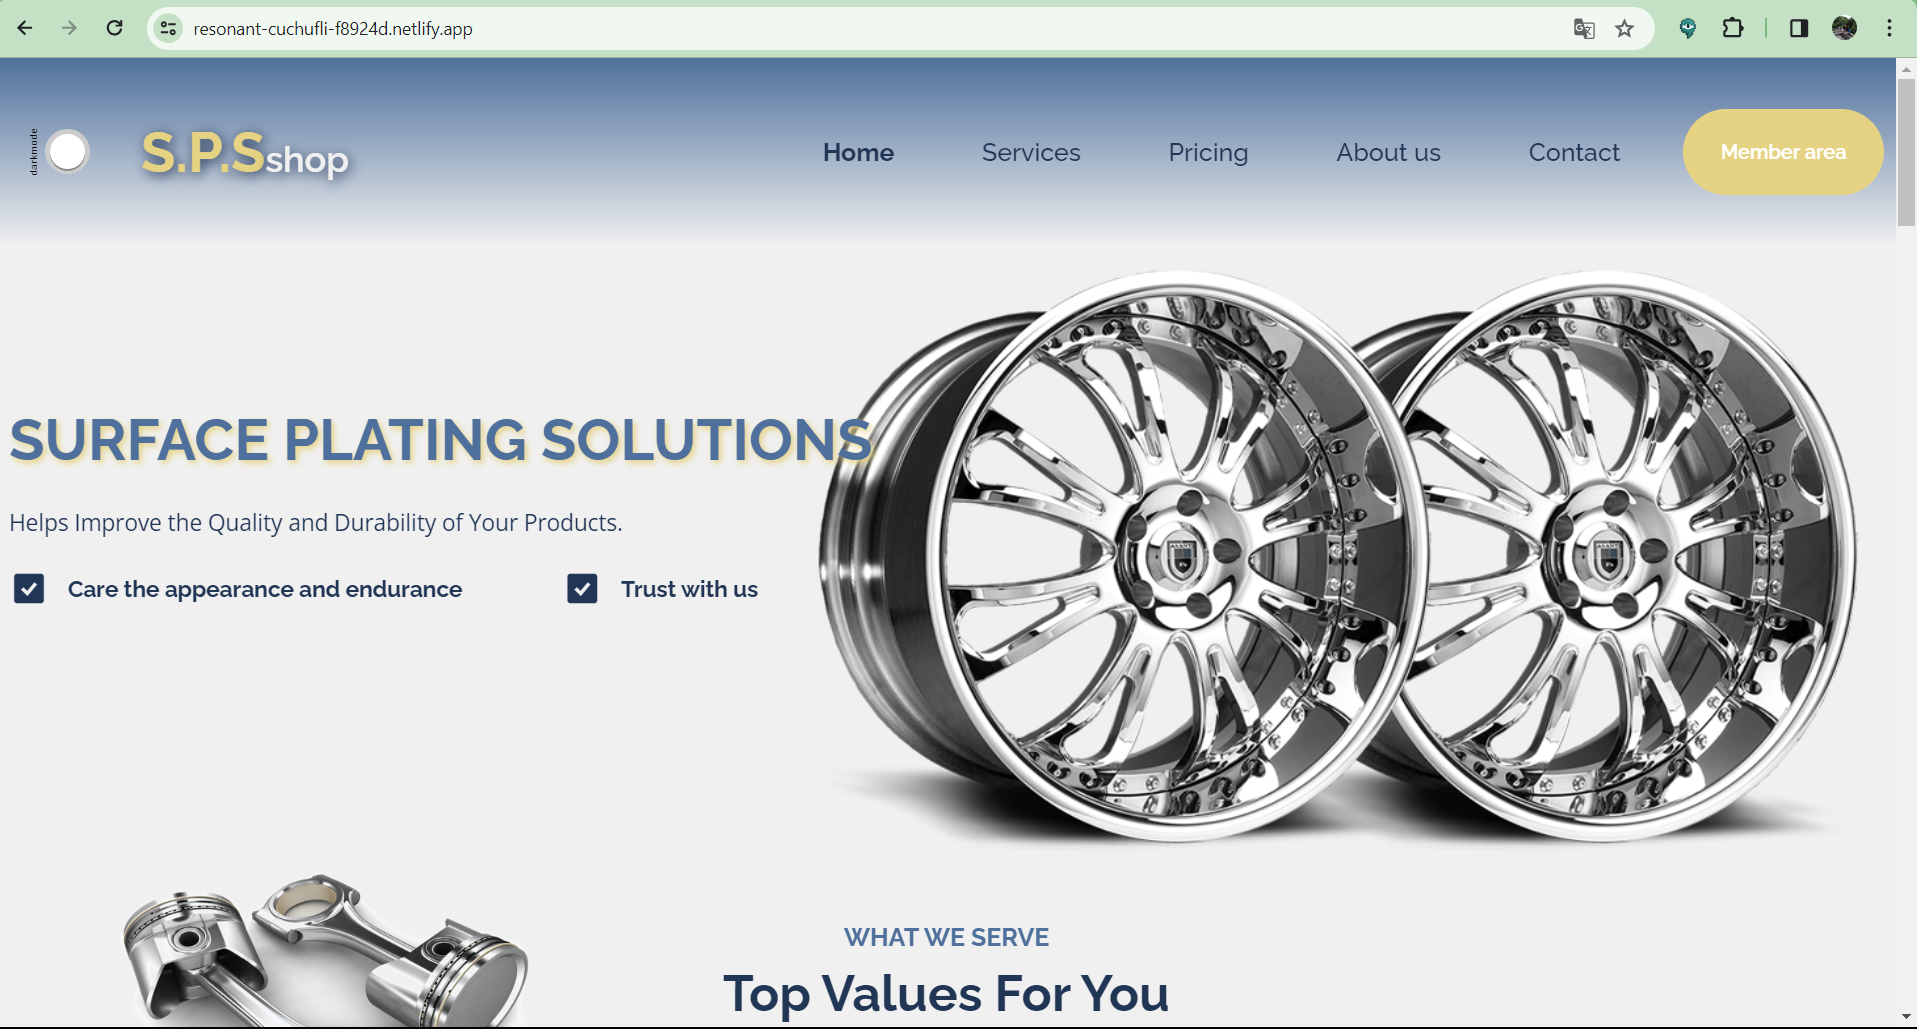 resonant-cuchufli-f8924d.netlify.app
darkmode
S.P.Sshop
Home
Services
Pricing
About us
Contact
Member area
SURFACE PLATING SOLUTIONS
Helps Improve the Quality and Durability of Your Products.
Care the appearance and endurance
Trust with us
WHAT WE SERVE
Top Values For You